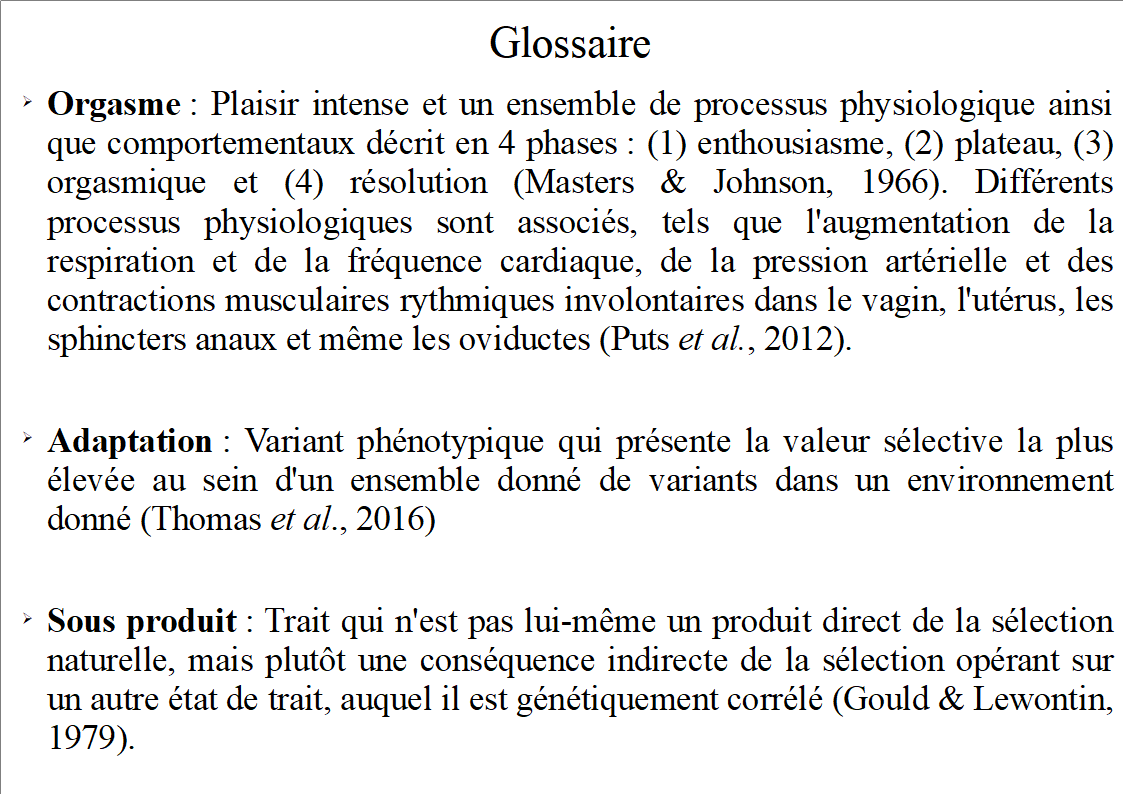 Glossaire
➢ Orgasme : Plaisir intense et un ensemble de processus physiologique ainsi
que comportementaux décrit en 4 phases : (1) enthousiasme, (2) plateau, (3)
orgasmique et (4) résolution (Masters & Johnson, 1966). Différents
processus physiologiques sont associés, tels que l'augmentation de la
respiration et de la fréquence cardiaque, de la pression artérielle et des
contractions musculaires rythmiques involontaires dans le vagin, l'utérus, les
sphincters anaux et même les oviductes (Puts et al., 2012).
➢ Adaptation : Variant phénotypique qui présente la valeur sélective la plus
élevée au sein d'un ensemble donné de variants dans un environnement
donné (Thomas et al., 2016)
➢ Sous produit : Trait qui n'est pas lui-même un produit direct de la sélection
naturelle, mais plutôt une conséquence indirecte de la sélection opérant sur
un autre état de trait, auquel il est génétiquement corrélé (Gould & Lewontin,
1979).